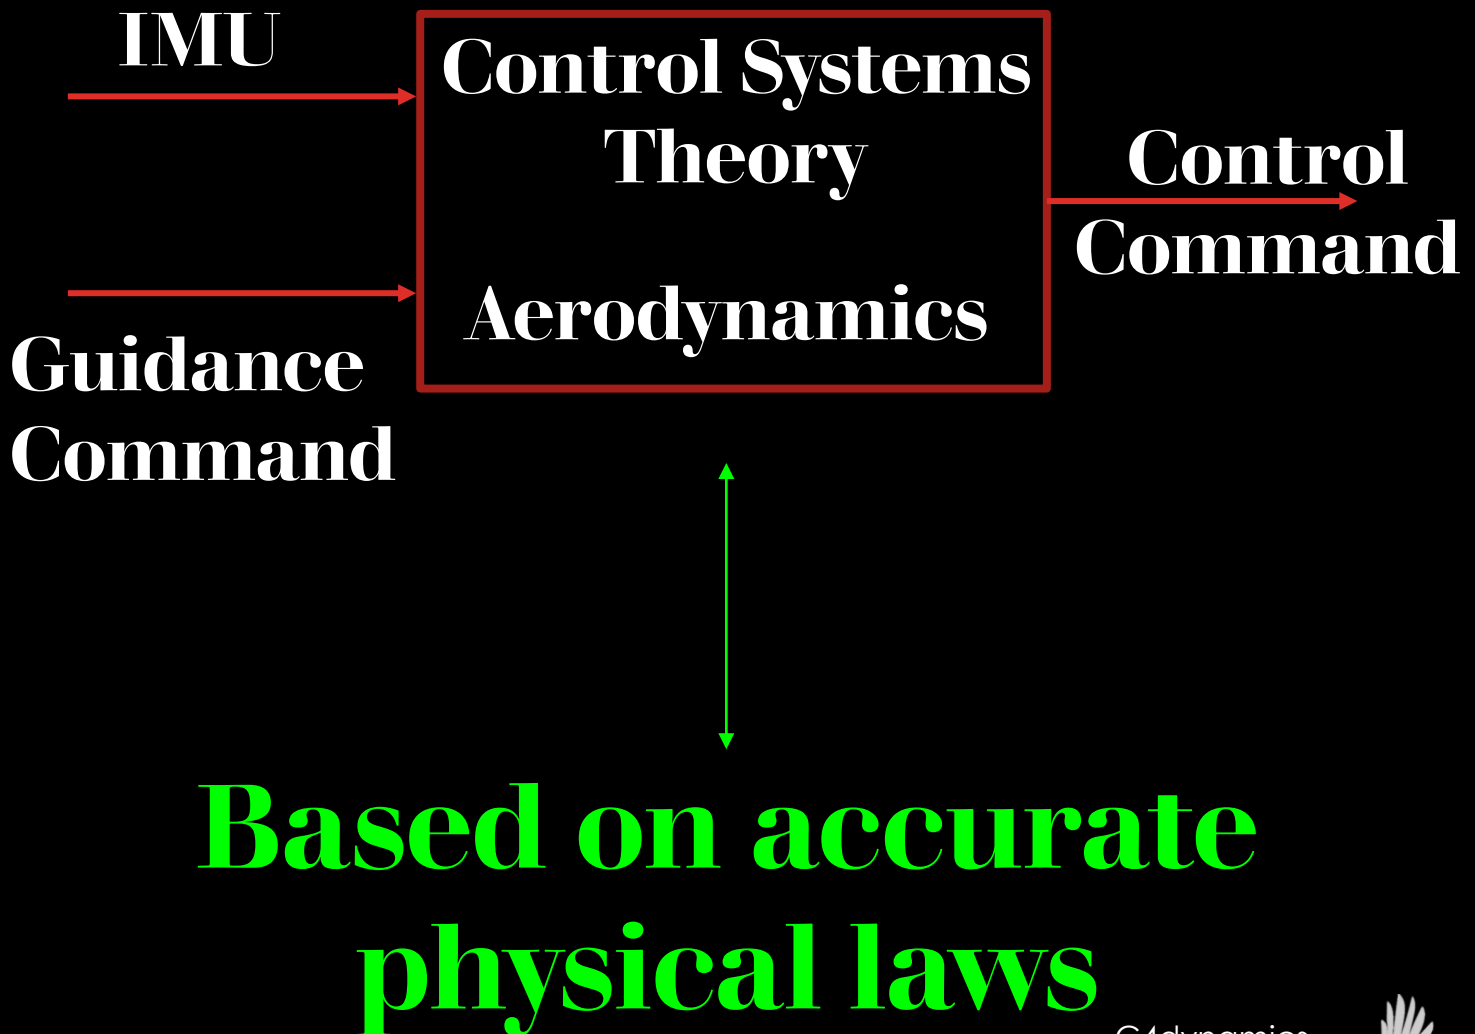 IMU
Control Systems
Theory
Aerodynamics
Guidance
Command
Control
Command
Based on accurate
physical laws